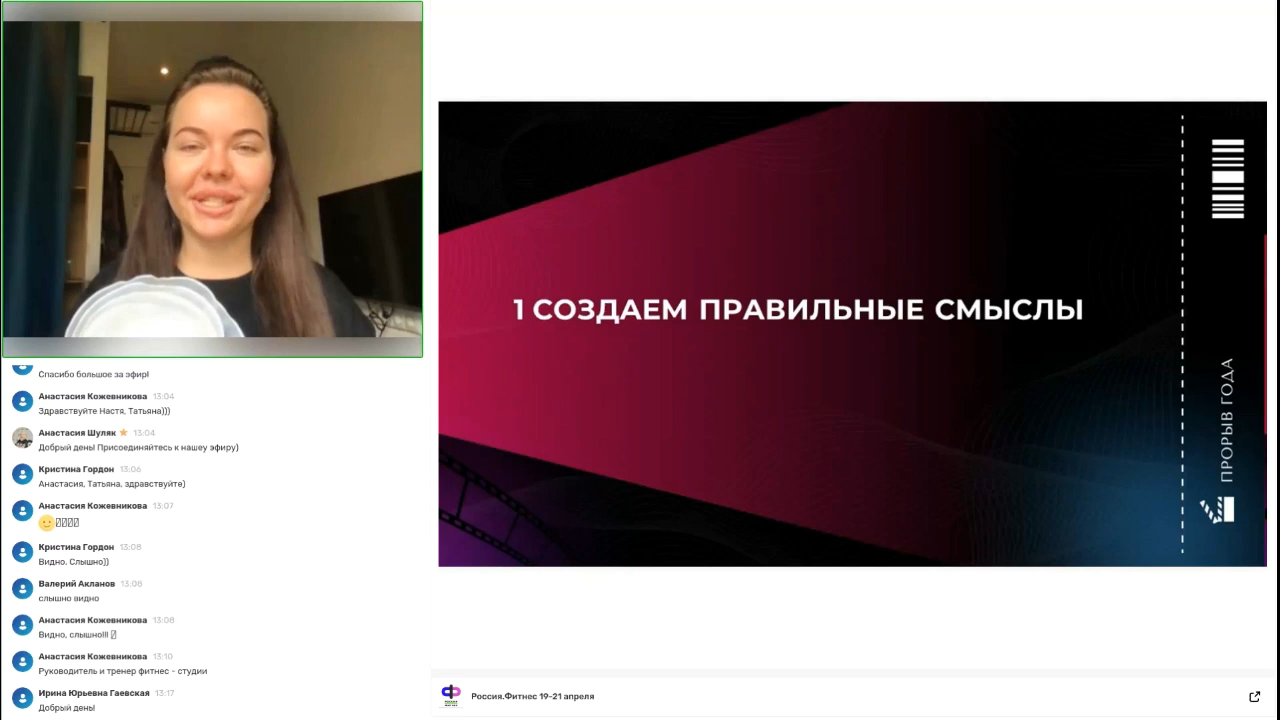 Спасибо большое за эфир!
Анастасия Кожевникова 13:04
Здравствуйте Настя, Татьяна)))
Анастасия Шуляк 13:04
Добрый день! Присоединяйтесь к нашеу эфиру)
Кристина Гордон 13:06
Анастасия, Татьяна, здравствуйте)
Анастасия Кожевникова 13:07
Кристина Гордон 13:08
Видно. Слышно))
Валерий Акланов 13:08
слышно видно
Анастасия Кожевникова 13:08
Видно, слышно!!!
Анастасия Кожевникова 13:10
Руководитель и тренер фитнес - студии
Ирина Юрьевна Гаевская 13:17
Добрый день!
1 СОЗДАЕМ ПРАВИЛЬНЫЕ СМЫСЛЫ
ПРОРЫВ ГОДА
Россия.Фитнес 19-21 апреля